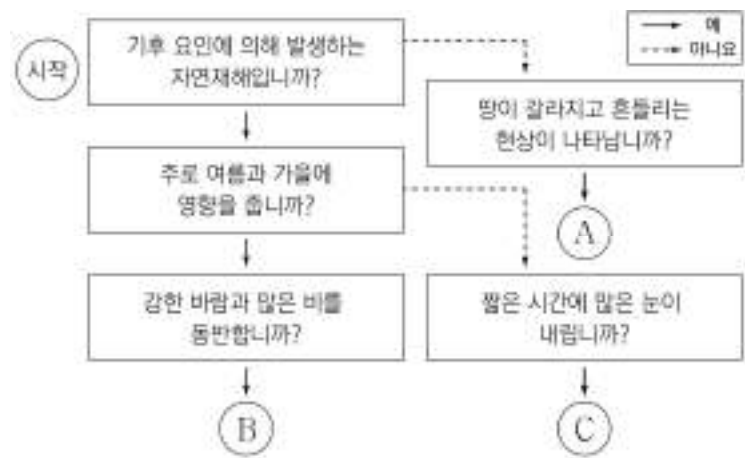 시작
기후 요인에 의해 발생하는
자연재해입니까?
예
아니요
땅이 갈라지고 흔들리는
현상이 나타납니까?
주로 여름과 가을에
영향을 줍니까?
A
강한 바람과 많은 비를
동반합니까?
짧은 시간에 많은 눈이
내립니까?
B
C